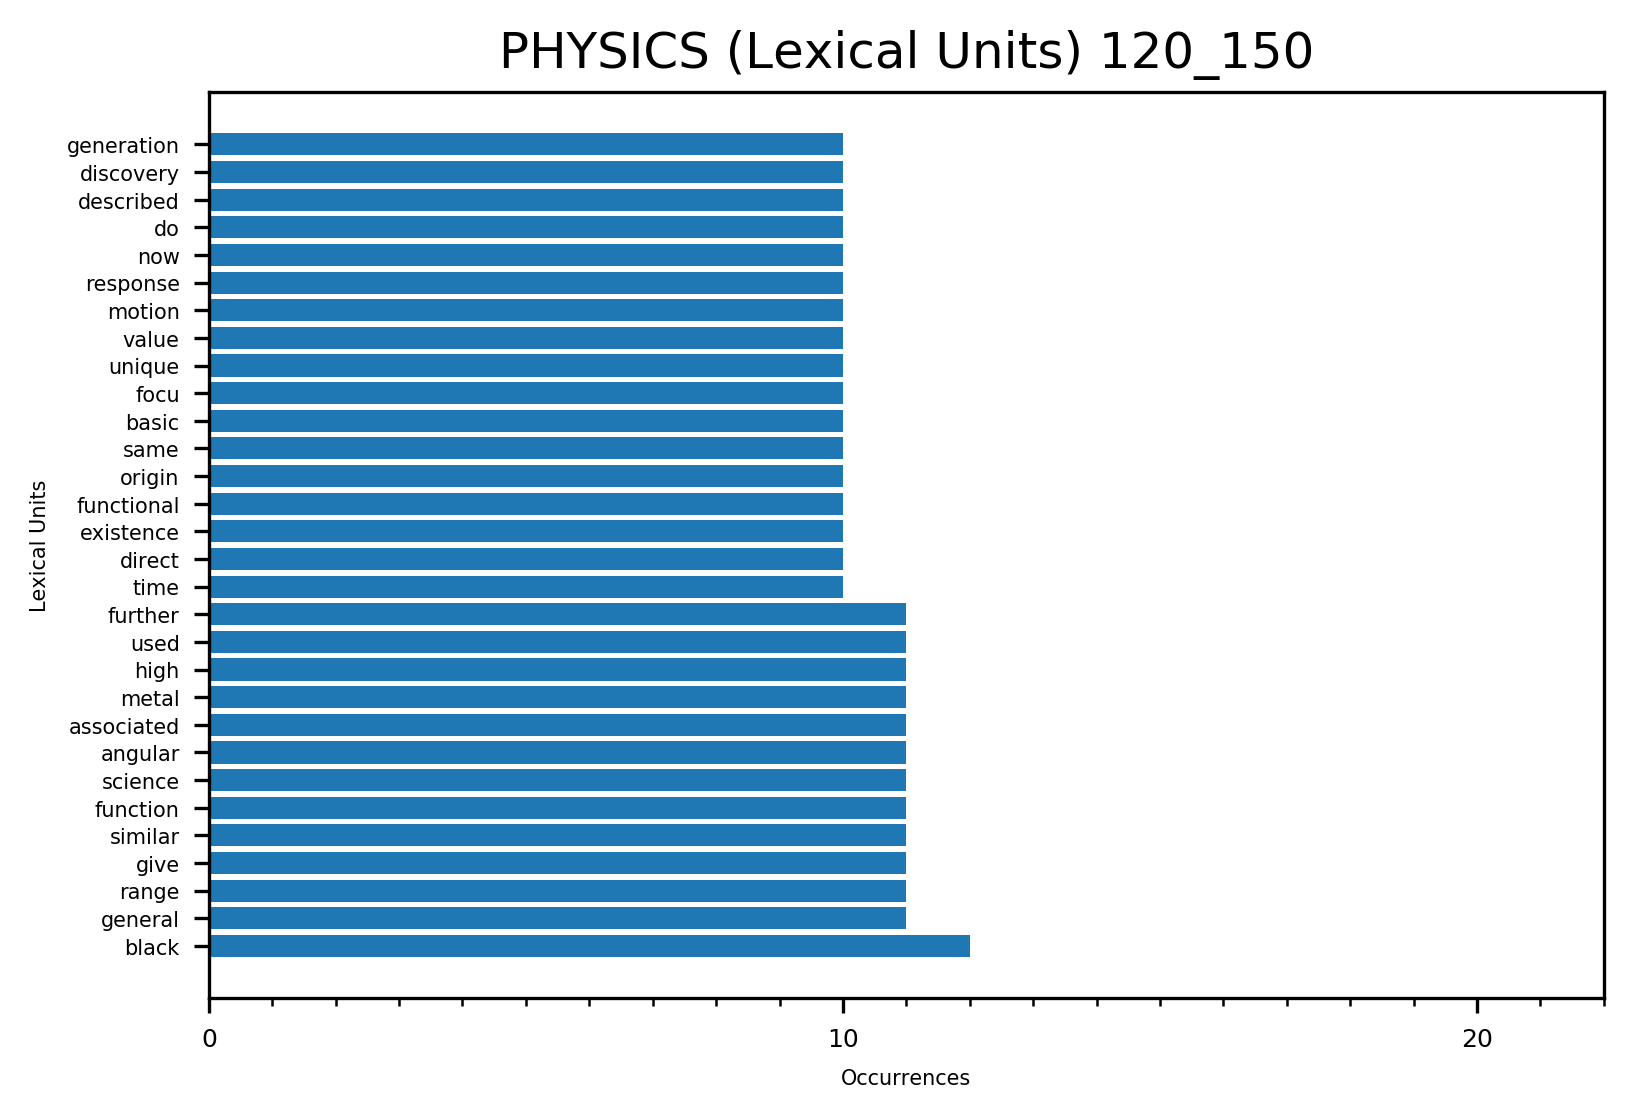 PHYSICS (Lexical Units) 120_150
Lexical Units
generation
discovery
described
do
now
response
motion
value
unique
focu
basic
same
origin
functional
existence
direct
time
further
used
high
metal
associated
angular
science
function
similar
give
range
general
black
0 10 20
Occurrences